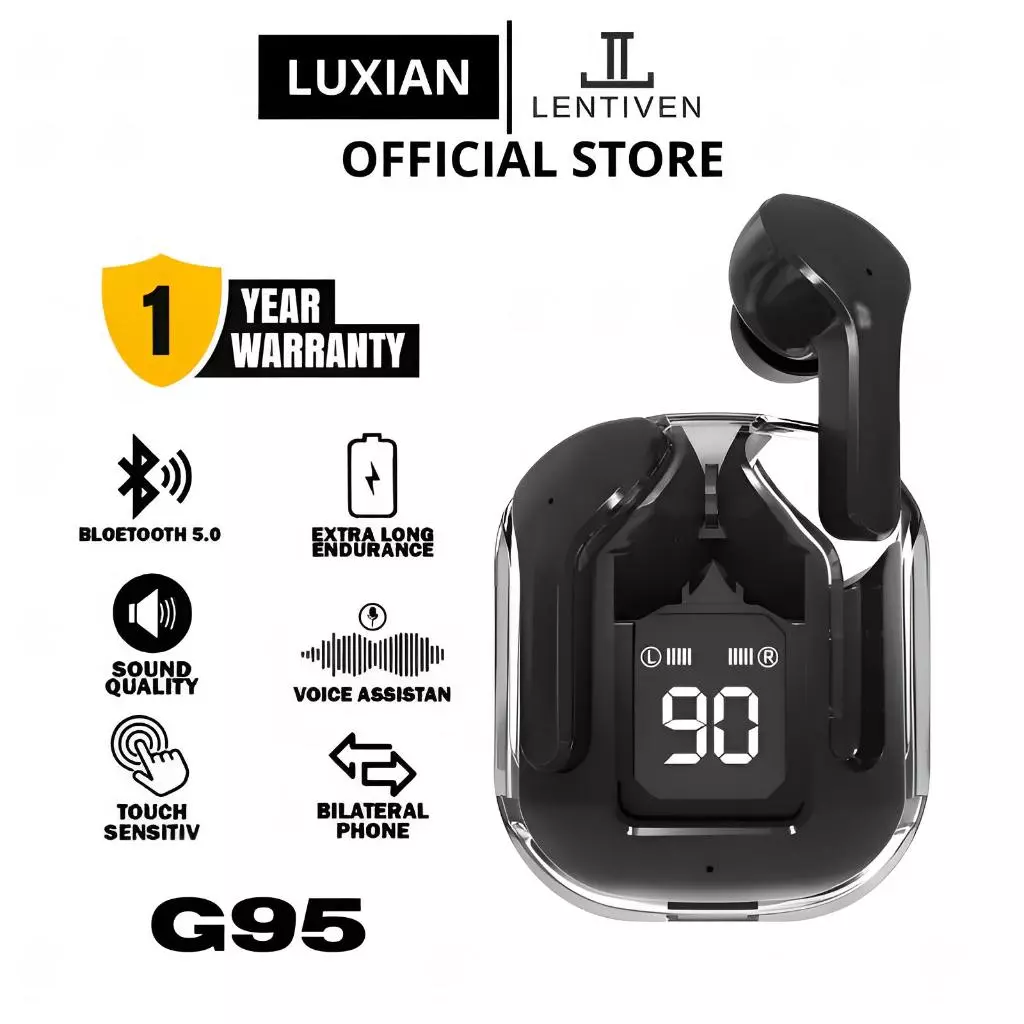 LUXIAN
LENTIVEN
OFFICIAL STORE
1
YEAR
WARRANTY
BLOETOOTH 5.0
EXTRA LONG
ENDURANCE
SOUND
QUALITY
VOICE ASSISTAN
TOUCH
SENSITIV
BILATERAL
PHONE
L
R
90
G95